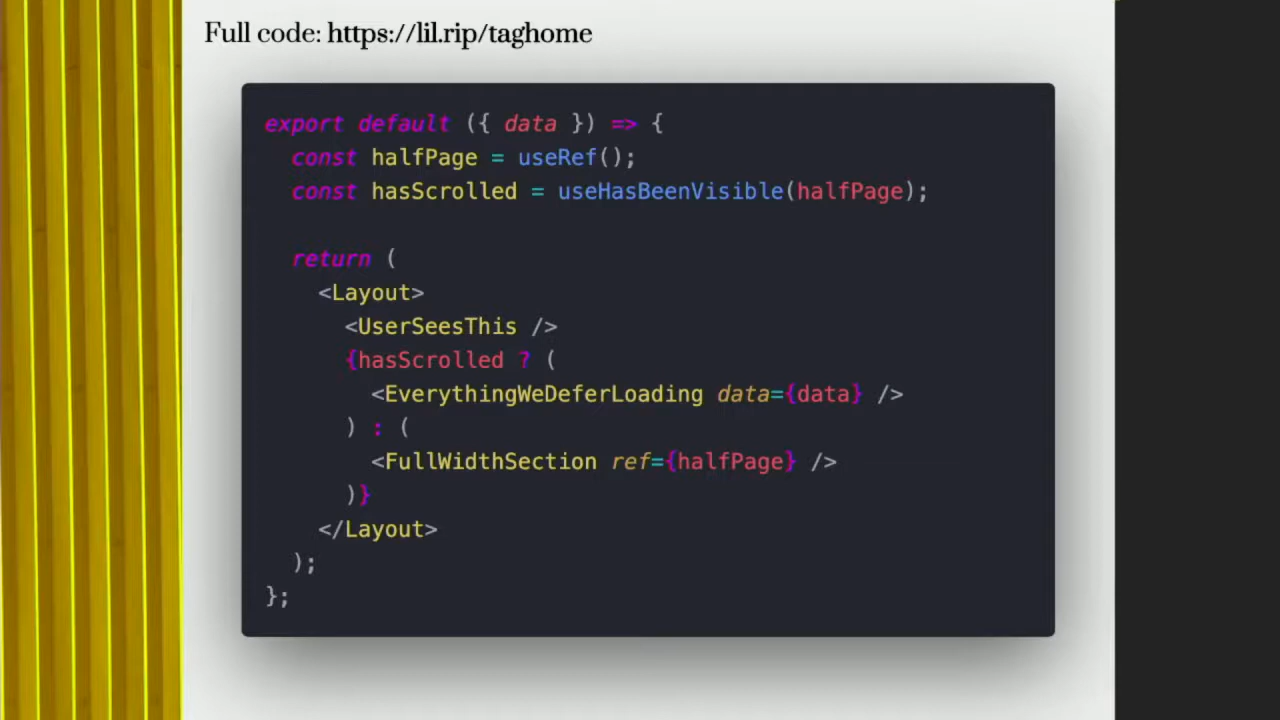 Full code: https://lil.rip/taghome
export default ({ data }) => {
  const halfPage = useRef();
  const hasScrolled = useHasBeenVisible(halfPage);
  return (
    <Layout>
      <UserSeesThis />
      {hasScrolled ? (
        <EverythingWeDeferLoading data={data} />
      ) : (
        <FullWidthSection ref={halfPage} />
      )}
    </Layout>
  );
};